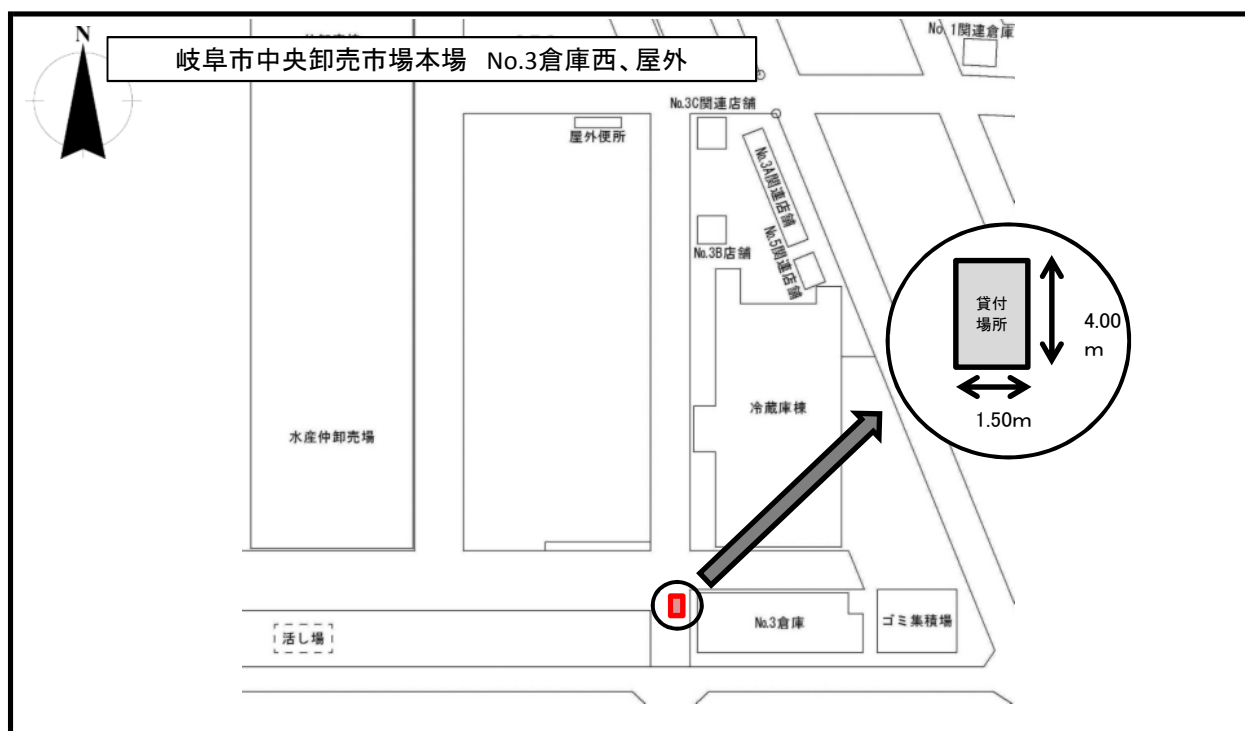 N
岐阜市中央卸売市場本場　No.3倉庫西、屋外
No.1関連倉庫
No.3C関連店舗
屋外便所
No.3A関連店舗
No.3B店舗
No.5関連店舗
貸付
場所
4.00
m
1.50m
冷蔵庫棟
水産仲卸売場
No.3倉庫
ゴミ集積場
活し場